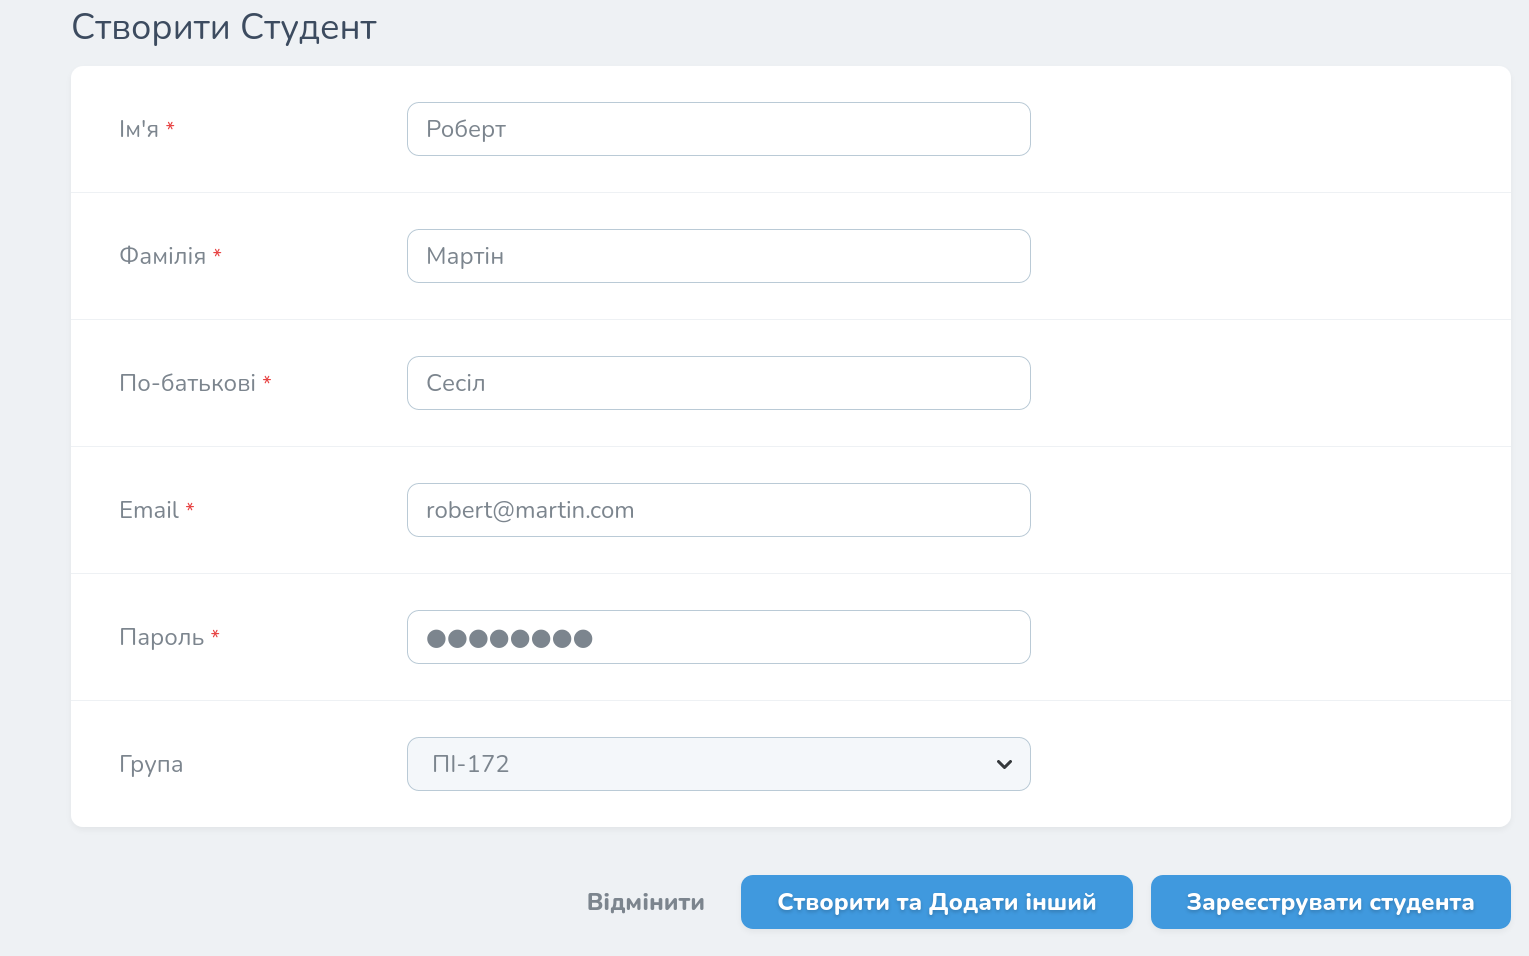 Створити Студент
Ім'я * Роберт
Фамілія * Мартін
По-батькові * Сесіл
Email * robert@martin.com
Пароль * ●●●●●●●●
Група ПІ-172
Відмінити Створити та Додати інший Зареєструвати студента